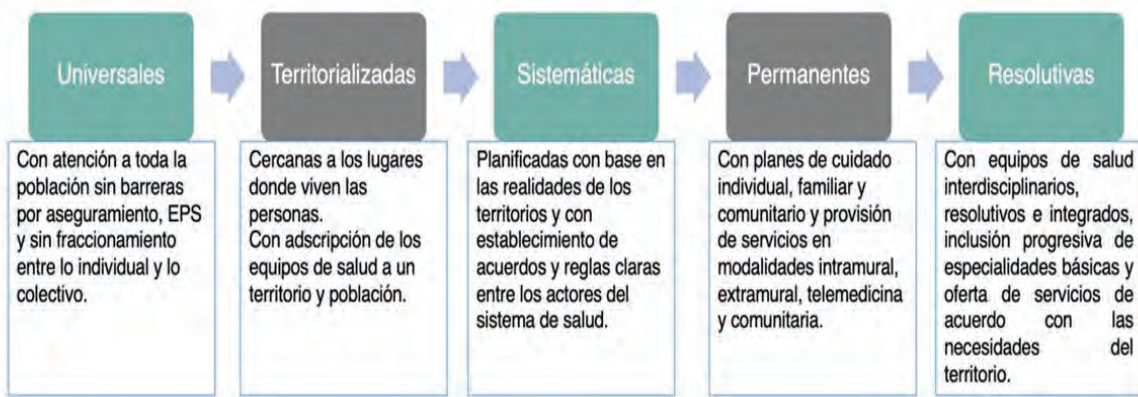 Universales
Territorializadas
Sistemáticas
Permanentes
Resolutivas
Con atención a toda la
población sin barreras
por aseguramiento, EPS
y sin fraccionamiento
entre lo individual y lo
colectivo.
Cercanas a los lugares
donde viven las
personas.
Con adscripción de los
equipos de salud a un
territorio y población.
Planificadas con base en
las realidades de los
territorios y con
establecimiento de
acuerdos y reglas claras
entre los actores del
sistema de salud.
Con planes de cuidado
individual, familiar y
comunitario y provisión
de servicios en
modalidades intramural,
extramural, telemedicina
y comunitaria.
Con equipos de salud
interdisciplinarios,
resolutivos e integrados,
inclusión progresiva de
especialidades básicas y
oferta de servicios de
acuerdo con las
necesidades del
territorio.